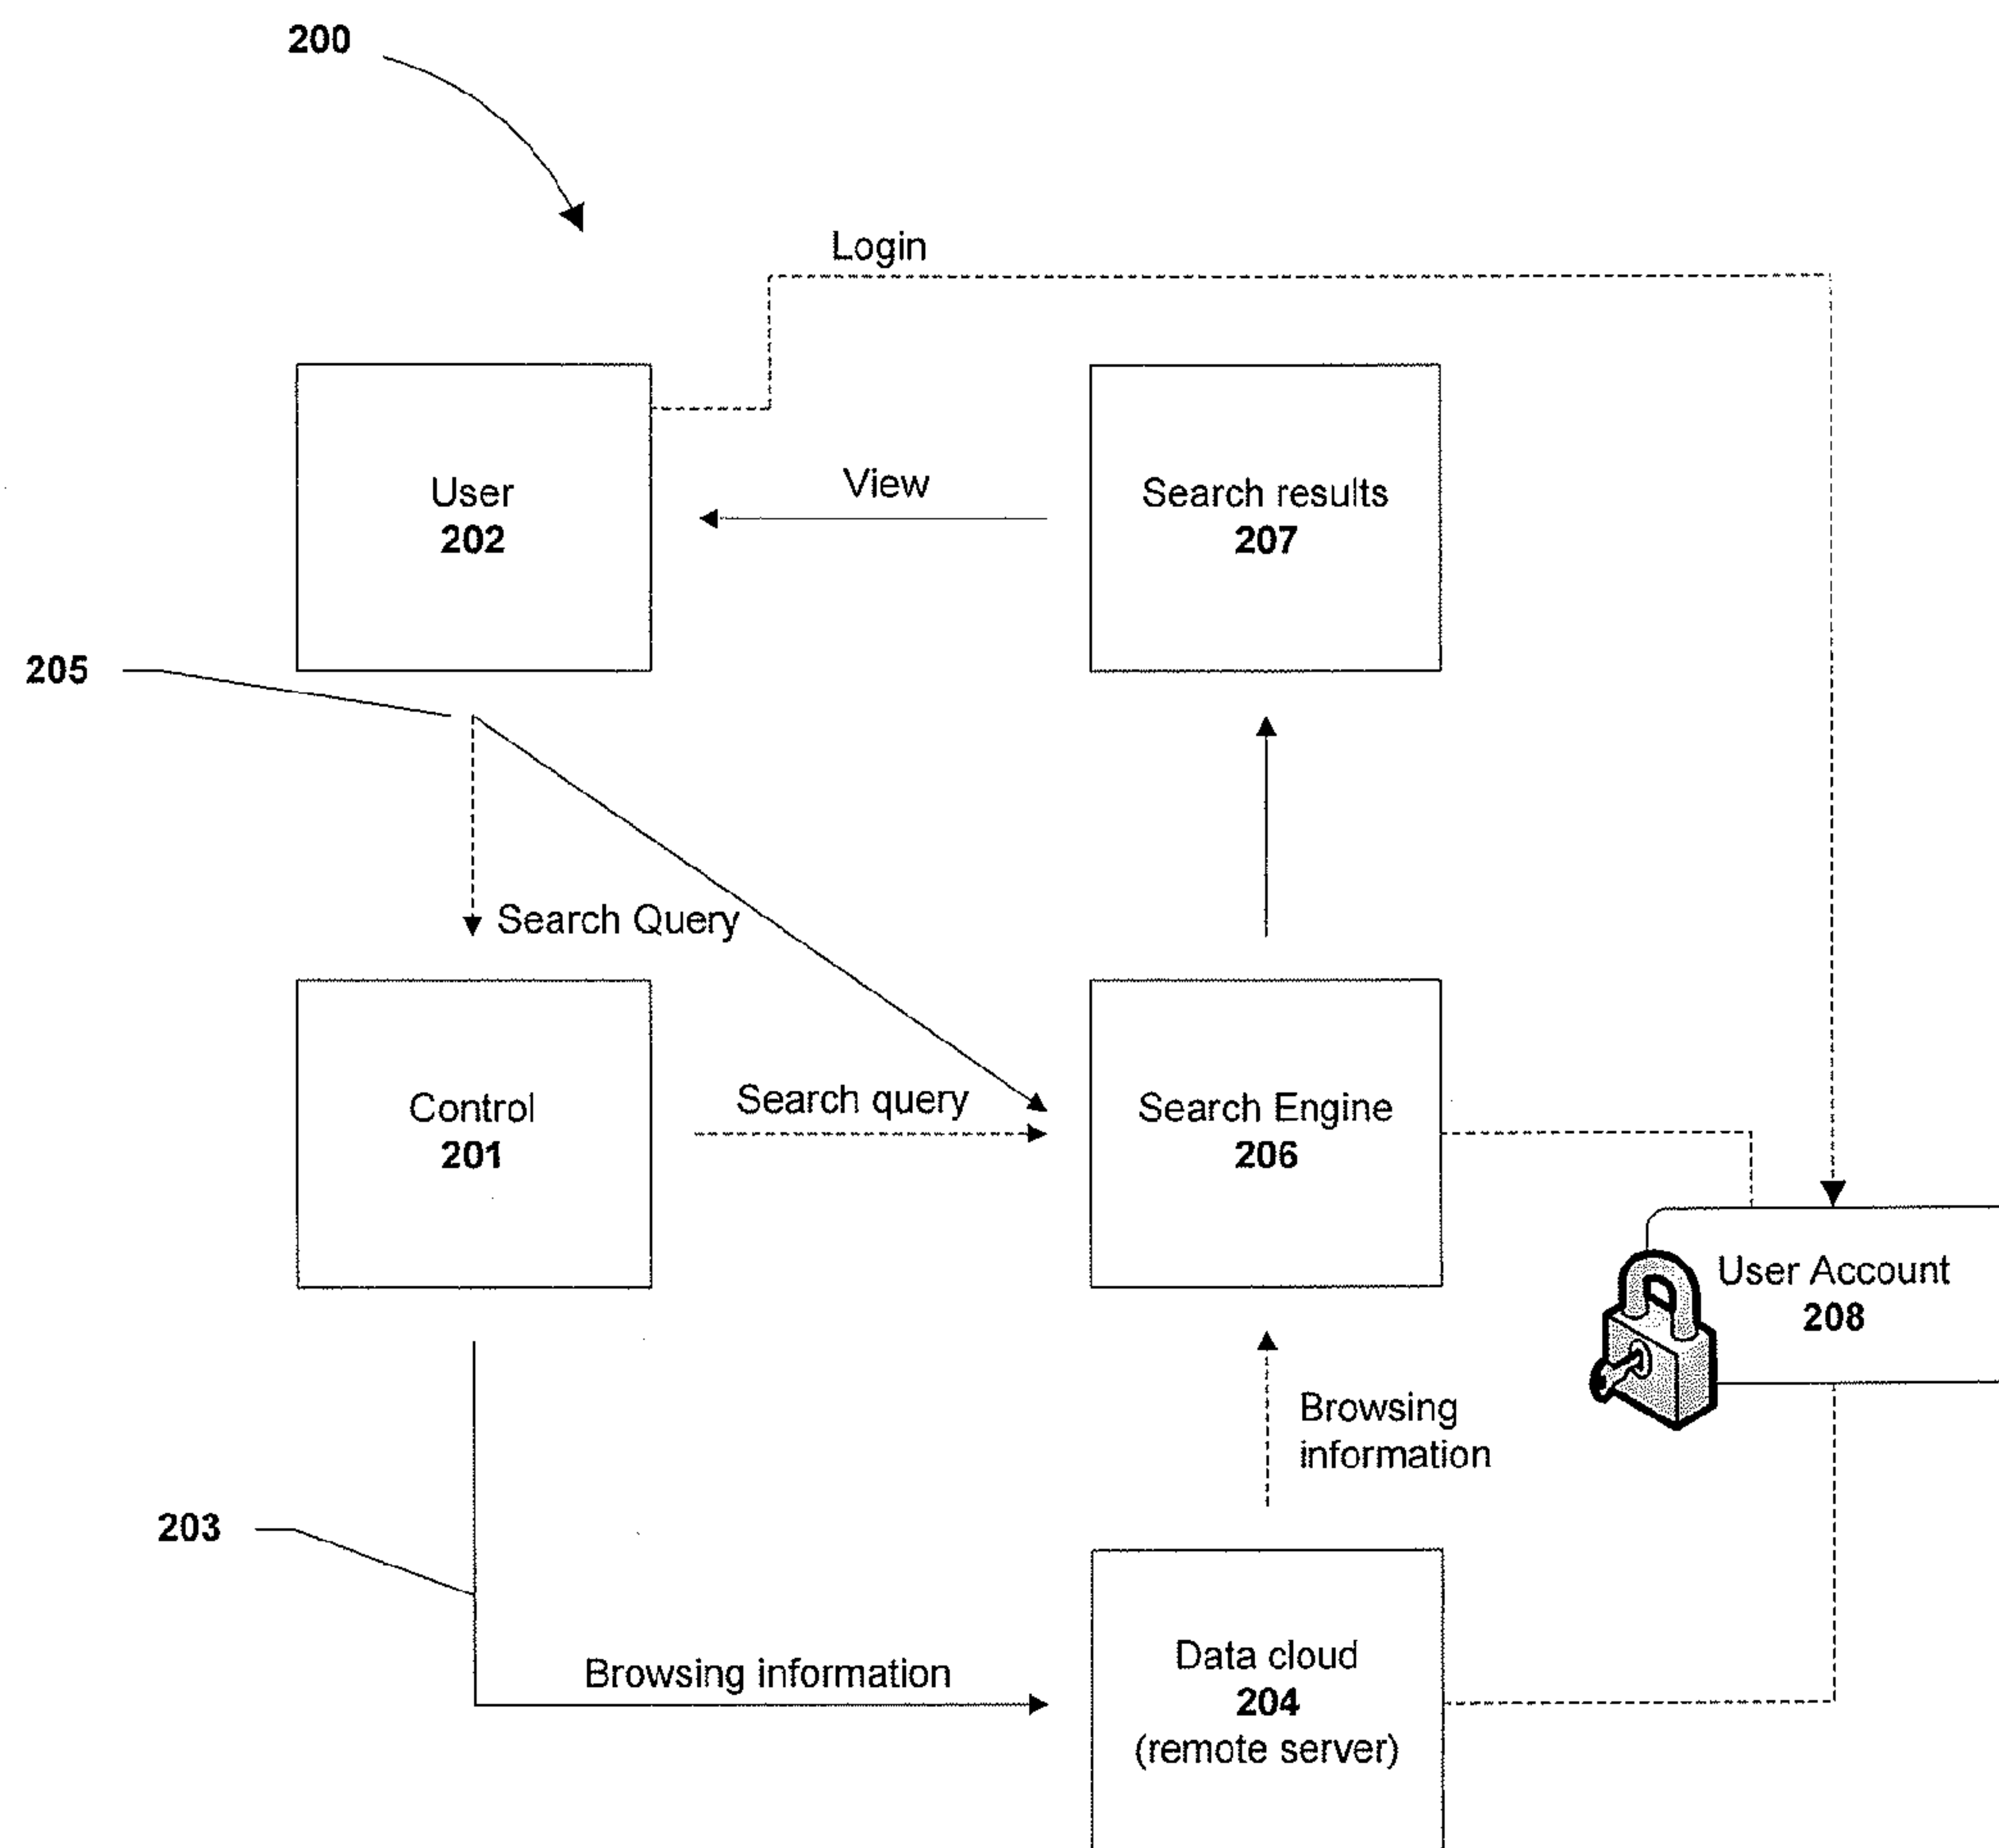 200
Login
User
202
View
Search results
207
205
Search Query
Control
201
Search query
Search Engine
206
User Account
208
Browsing
information
203
Browsing information
Data cloud
204
(remote server)